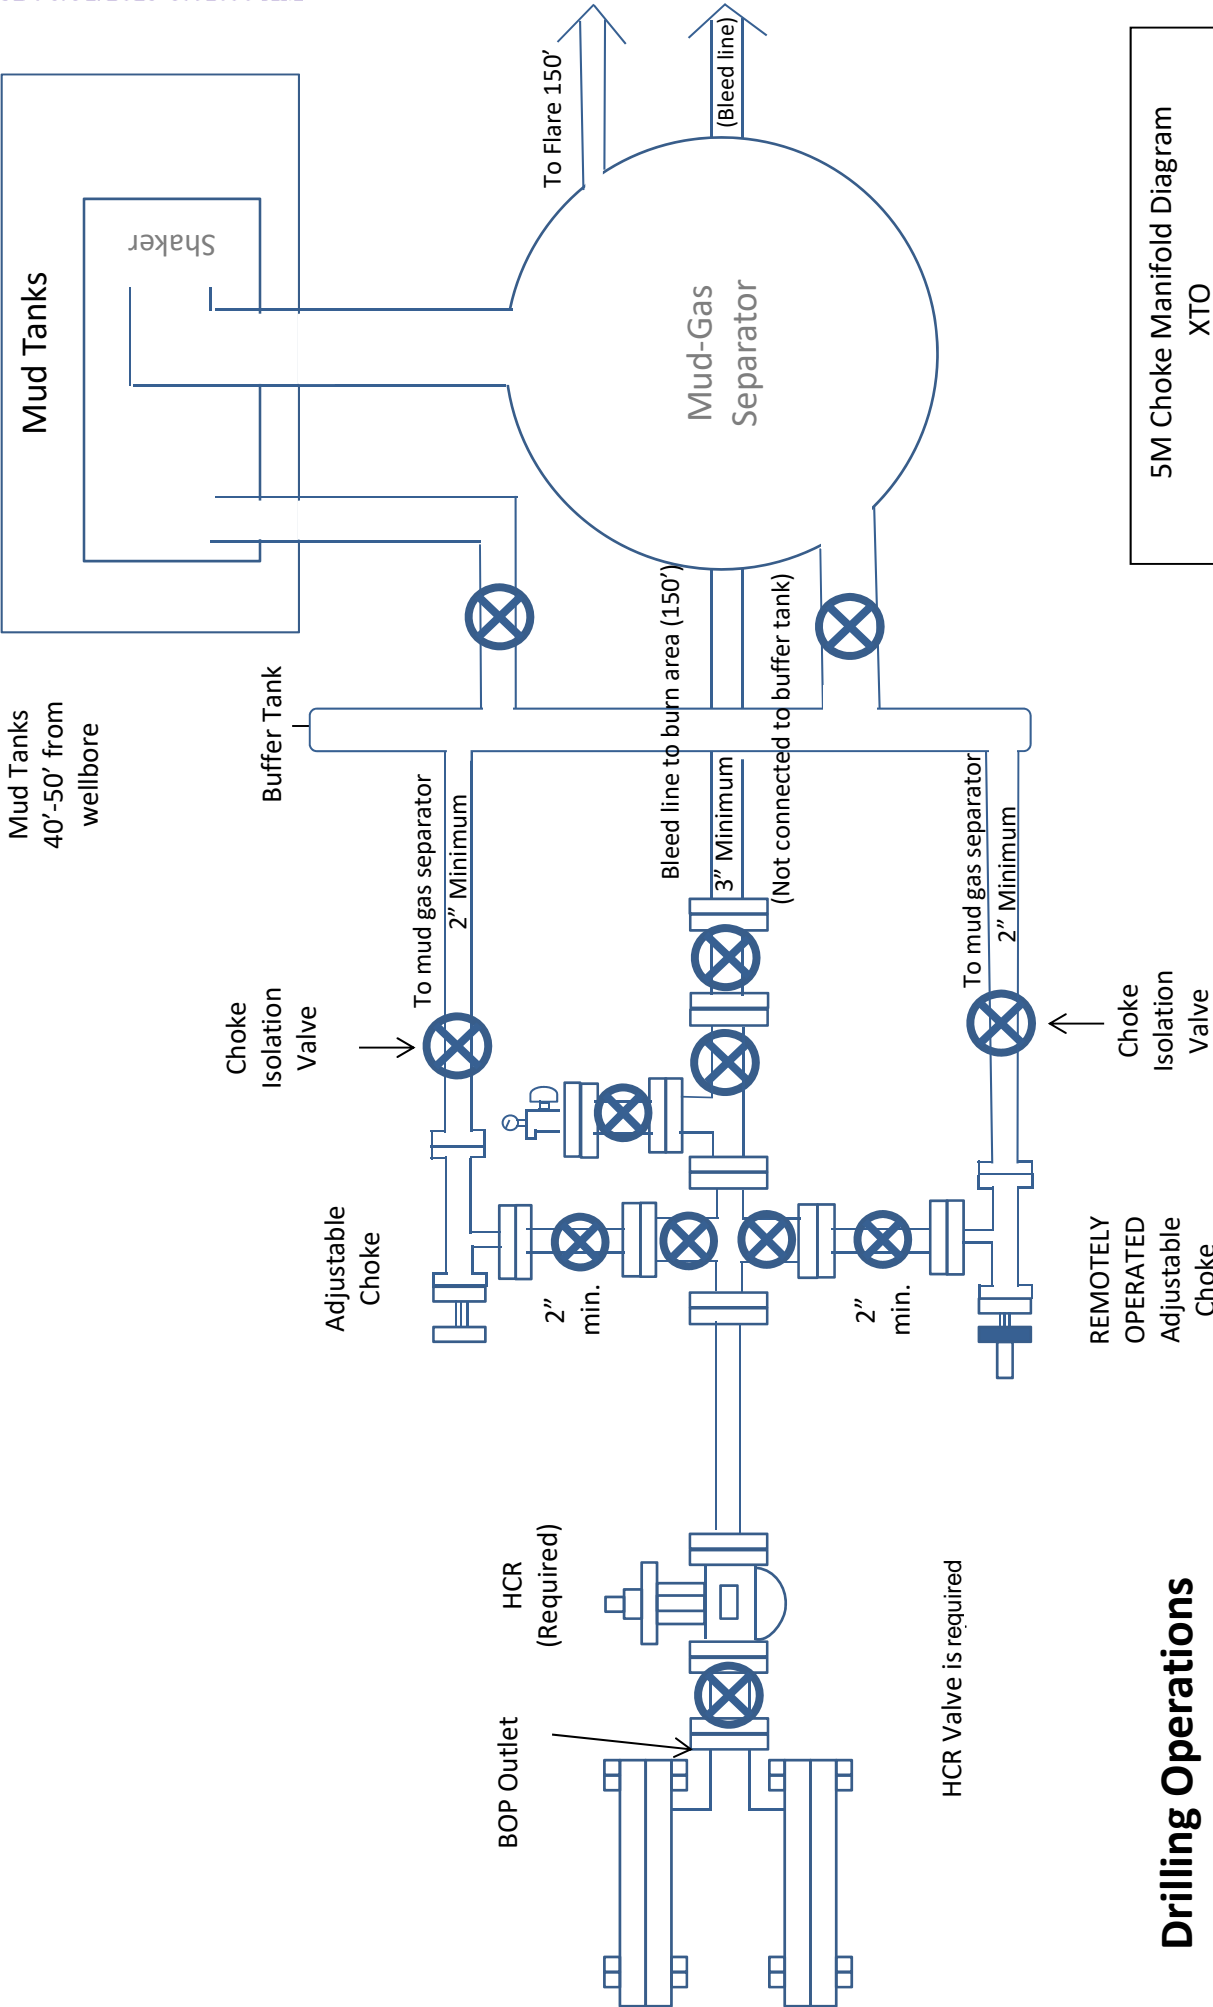 Mud Tanks
40’-50’ from
wellbore
Mud Tanks
Shaker
Buffer Tank
Choke
Isolation
Valve
To mud gas separator
2” Minimum
Adjustable
Choke
To Flare 150’
(Bleed line)
Mud-Gas
Separator
Bleed line to burn area (150’)
3” Minimum
(Not connected to buffer tank)
HCR
(Required)
BOP Outlet
2”
min.
2”
min.
To mud gas separator
2” Minimum
Choke
Isolation
Valve
REMOTELY
OPERATED
Adjustable
Choke
HCR Valve is required
Drilling Operations
5M Choke Manifold Diagram
XTO